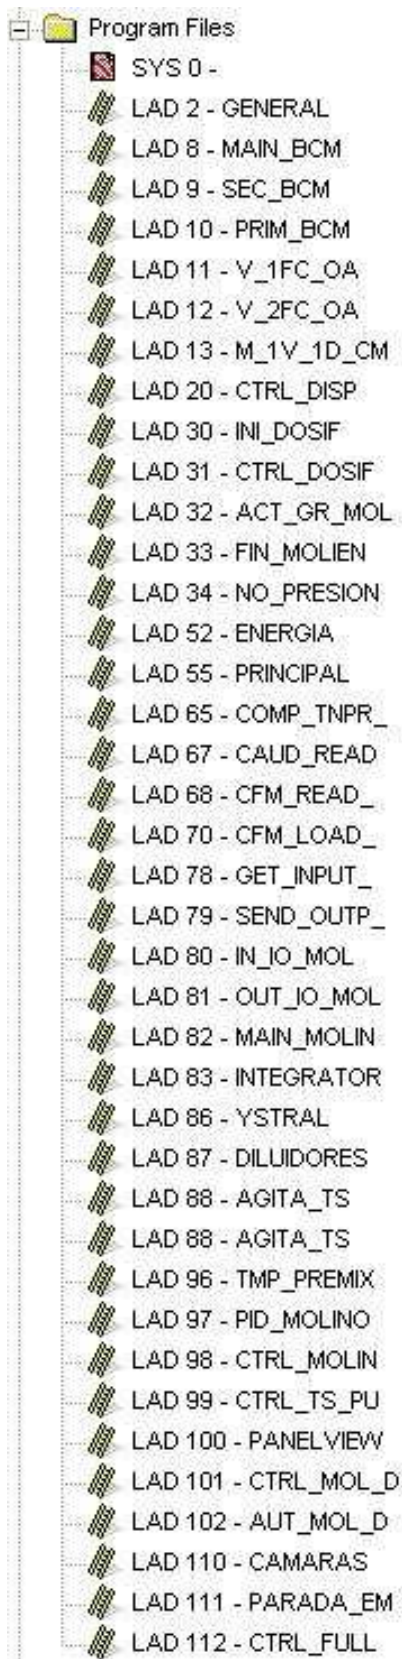 Program Files
SYS 0 -
LAD 2 - GENERAL
LAD 8 - MAIN_BCM
LAD 9 - SEC_BCM
LAD 10 - PRIM_BCM
LAD 11 - V_1FC_OA
LAD 12 - V_2FC_OA
LAD 13 - M_1V_1D_CM
LAD 20 - CTRL_DISP
LAD 30 - INI_DOSIF
LAD 31 - CTRL_DOSIF
LAD 32 - ACT_GR_MOL
LAD 33 - FIN_MOLIEN
LAD 34 - NO_PRESION
LAD 52 - ENERGIA
LAD 55 - PRINCIPAL
LAD 65 - COMP_TNPR_
LAD 67 - CAUD_READ
LAD 68 - CFM_READ_
LAD 70 - CFM_LOAD_
LAD 78 - GET_INPUT_
LAD 79 - SEND_OUTP_
LAD 80 - IN_IO_MOL
LAD 81 - OUT_IO_MOL
LAD 82 - MAIN_MOLIN
LAD 83 - INTEGRATOR
LAD 86 - YSTRAL
LAD 87 - DILUIDORES
LAD 88 - AGITA_TS
LAD 88 - AGITA_TS
LAD 96 - TMP_PREMIX
LAD 97 - PID_MOLINO
LAD 98 - CTRL_MOLIN
LAD 99 - CTRL_TS_PU
LAD 100 - PANELVIEW
LAD 101 - CTRL_MOL_D
LAD 102 - AUT_MOL_D
LAD 110 - CAMARAS
LAD 111 - PARADA_EM
LAD 112 - CTRL_FULL